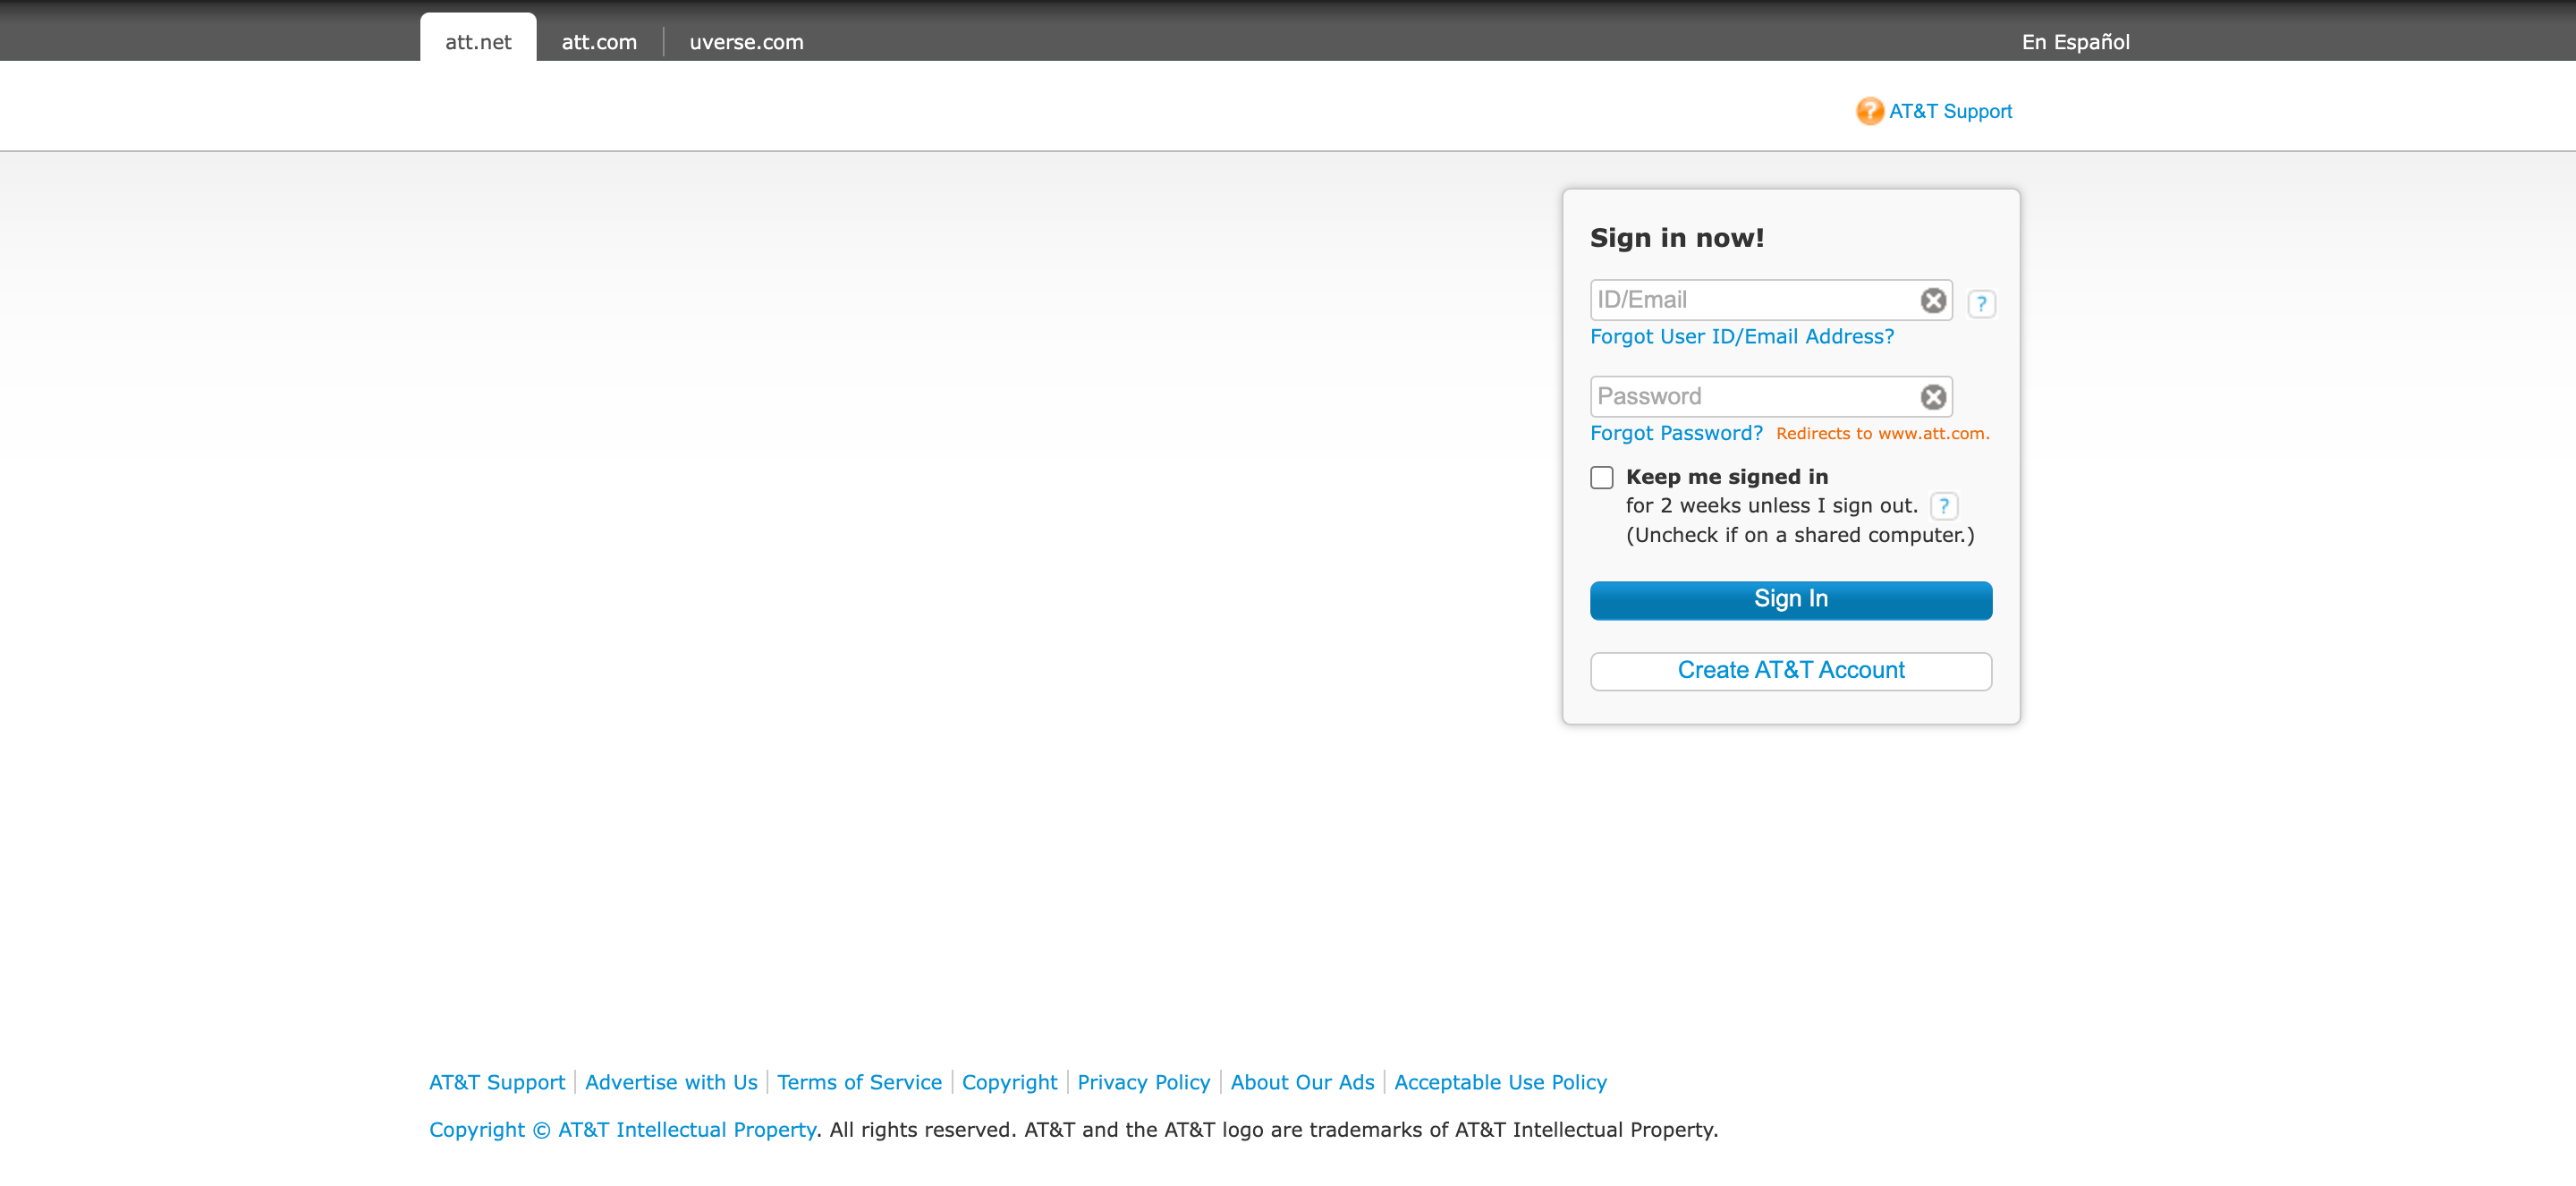 att.net att.com uverse.com En Español
? AT&T Support
Sign in now!
ID/Email ?
Forgot User ID/Email Address?
Password
Forgot Password? Redirects to www.att.com.
Keep me signed in
for 2 weeks unless I sign out. ?
(Uncheck if on a shared computer.)
Sign In
Create AT&T Account
AT&T Support Advertise with Us Terms of Service Copyright Privacy Policy About Our Ads Acceptable Use Policy
Copyright © AT&T Intellectual Property. All rights reserved. AT&T and the AT&T logo are trademarks of AT&T Intellectual Property.